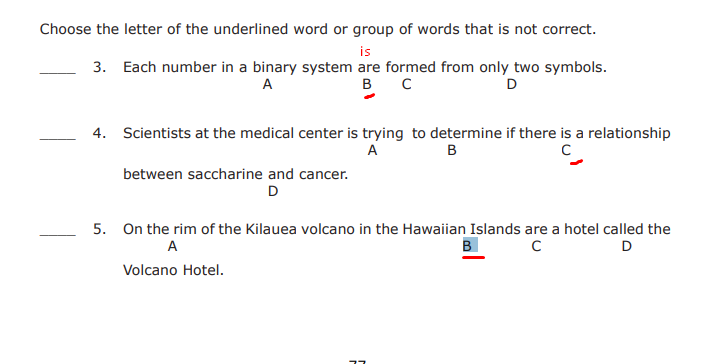 Choose the letter of the underlined word or group of words that is not correct.
is
____ 3. Each number in a binary system are formed from only two symbols.
A B C D
____ 4. Scientists at the medical center is trying to determine if there is a relationship
A B C
between saccharine and cancer.
D
____ 5. On the rim of the Kilauea volcano in the Hawaiian Islands are a hotel called the
A B C D
Volcano Hotel.